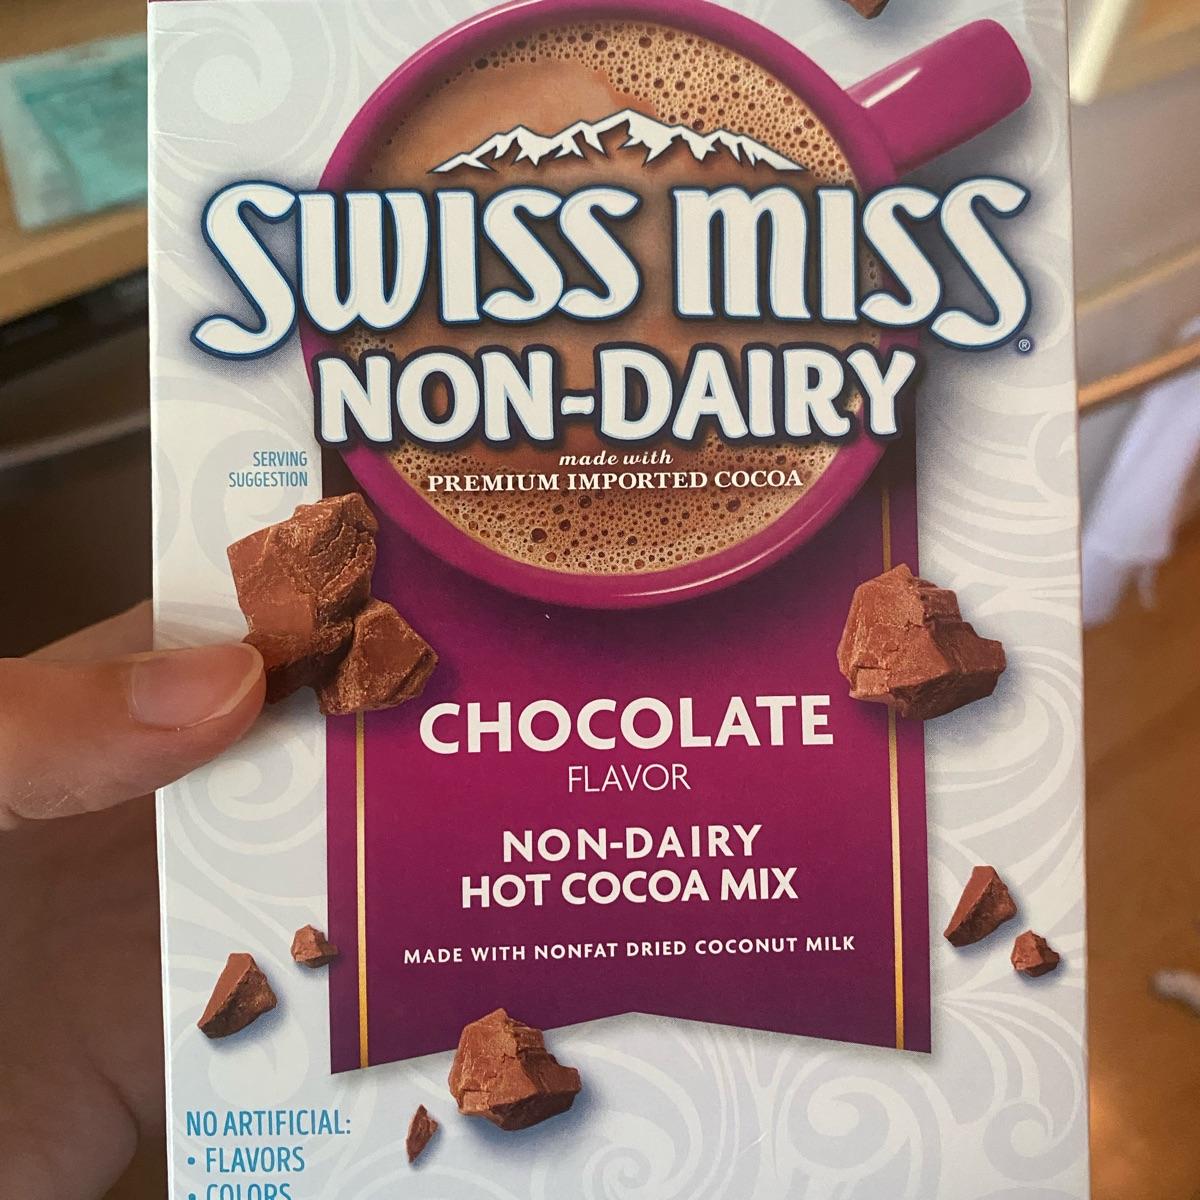 SWISS MISS®
NON-DAIRY
made with
PREMIUM IMPORTED COCOA
SERVING
SUGGESTION
CHOCOLATE
FLAVOR
NON-DAIRY
HOT COCOA MIX
MADE WITH NONFAT DRIED COCONUT MILK
NO ARTIFICIAL:
• FLAVORS
• COLORS